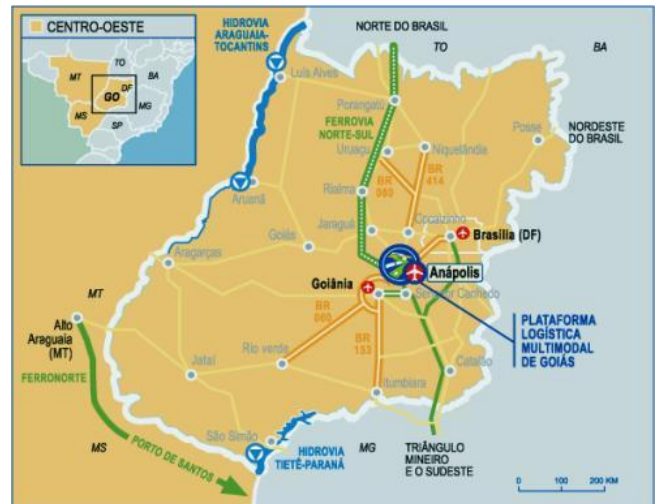 CENTRO-OESTE
TO
MT
BA
DF
GO
MG
MS
SP
HIDROVIA
ARAGUAIA-
TOCANTINS
NORTE DO BRASIL
TO
BA
Luís Alves
Porangatu
FERROVIA
NORTE-SUL
Posse
NORDESTE
DO BRASIL
Uruaçu
Niquelândia
BR
414
BR
080
Rialma
Aruanã
Jaraguá
Cocalzinho
Goiás
Brasília (DF)
Aragarças
Anápolis
Goiânia
Senador Canedo
MT
Alto
Araguaia
(MT)
BR
060
BR
153
PLATAFORMA
LOGÍSTICA
MULTIMODAL
DE GOIÁS
FERRONORTE
Jataí
Rio verde
Catalão
Itumbiara
São Simão
MS
PORTO DE SANTOS
HIDROVIA
TIETÊ-PARANÁ
MG
TRIÂNGULO
MINEIRO
E O SUDESTE
0 100 200 KM